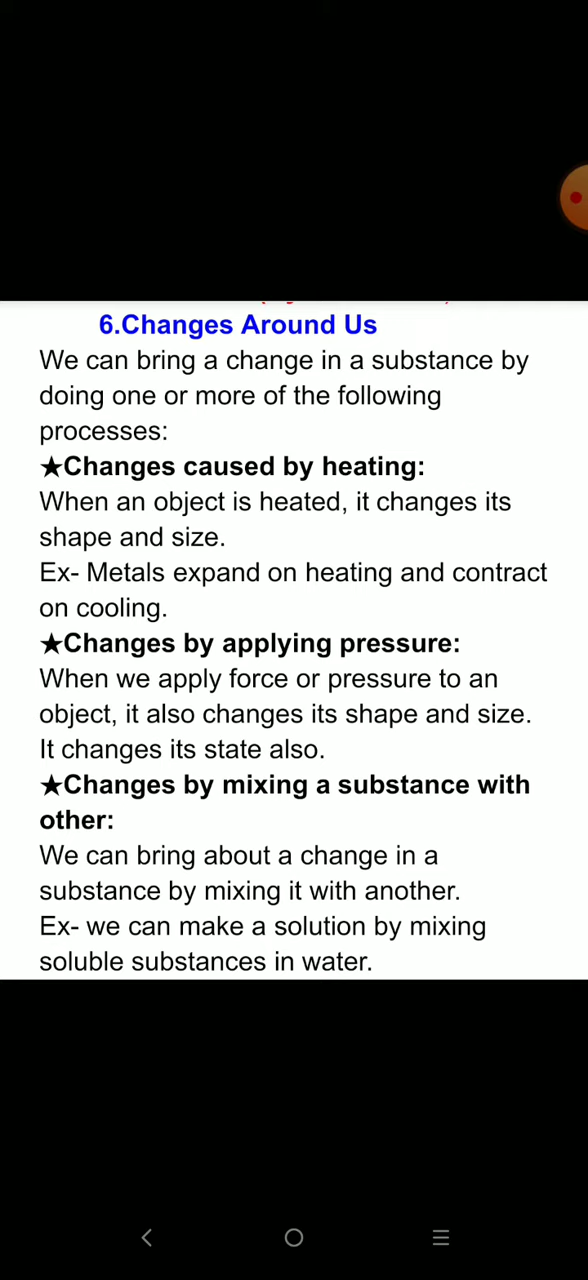 6.Changes Around Us
We can bring a change in a substance by
doing one or more of the following
processes:
★Changes caused by heating:
When an object is heated, it changes its
shape and size.
Ex- Metals expand on heating and contract
on cooling.
★Changes by applying pressure:
When we apply force or pressure to an
object, it also changes its shape and size.
It changes its state also.
★Changes by mixing a substance with
other:
We can bring about a change in a
substance by mixing it with another.
Ex- we can make a solution by mixing
soluble substances in water.